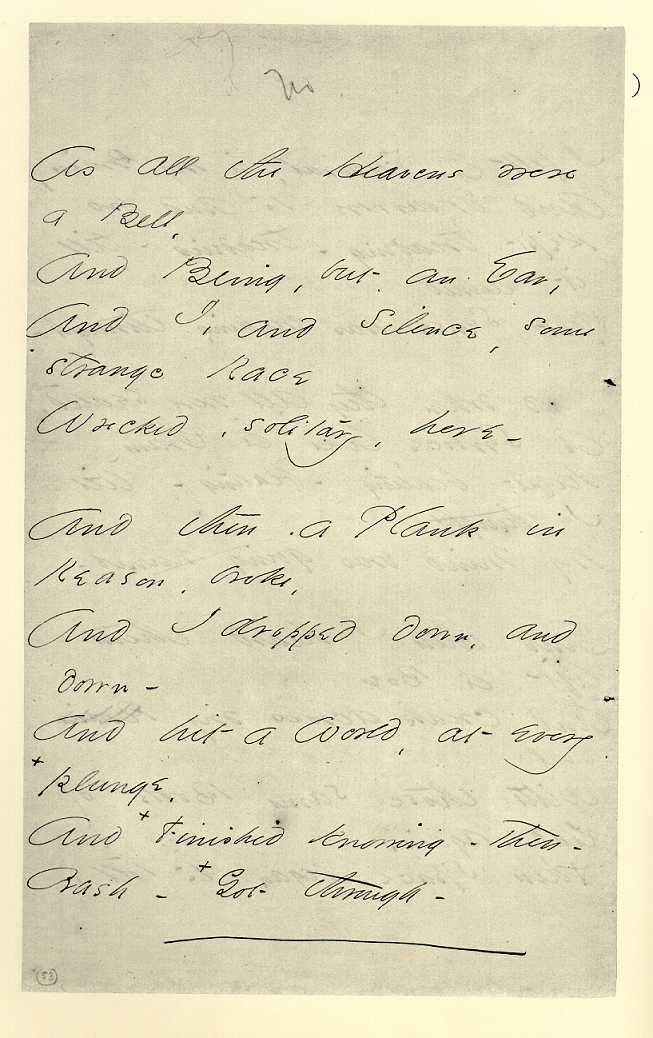 As all the Heavens were
a Bell,
And Being, but an Ear,
And I, and Silence, some
strange Race
Wrecked, solitary, here –
And then a Plank in
Reason, broke,
And I dropped down, and
down –
And hit a World, at every
+ Plunge,
And + Finished knowing – then –
Crash – + Got through –
53